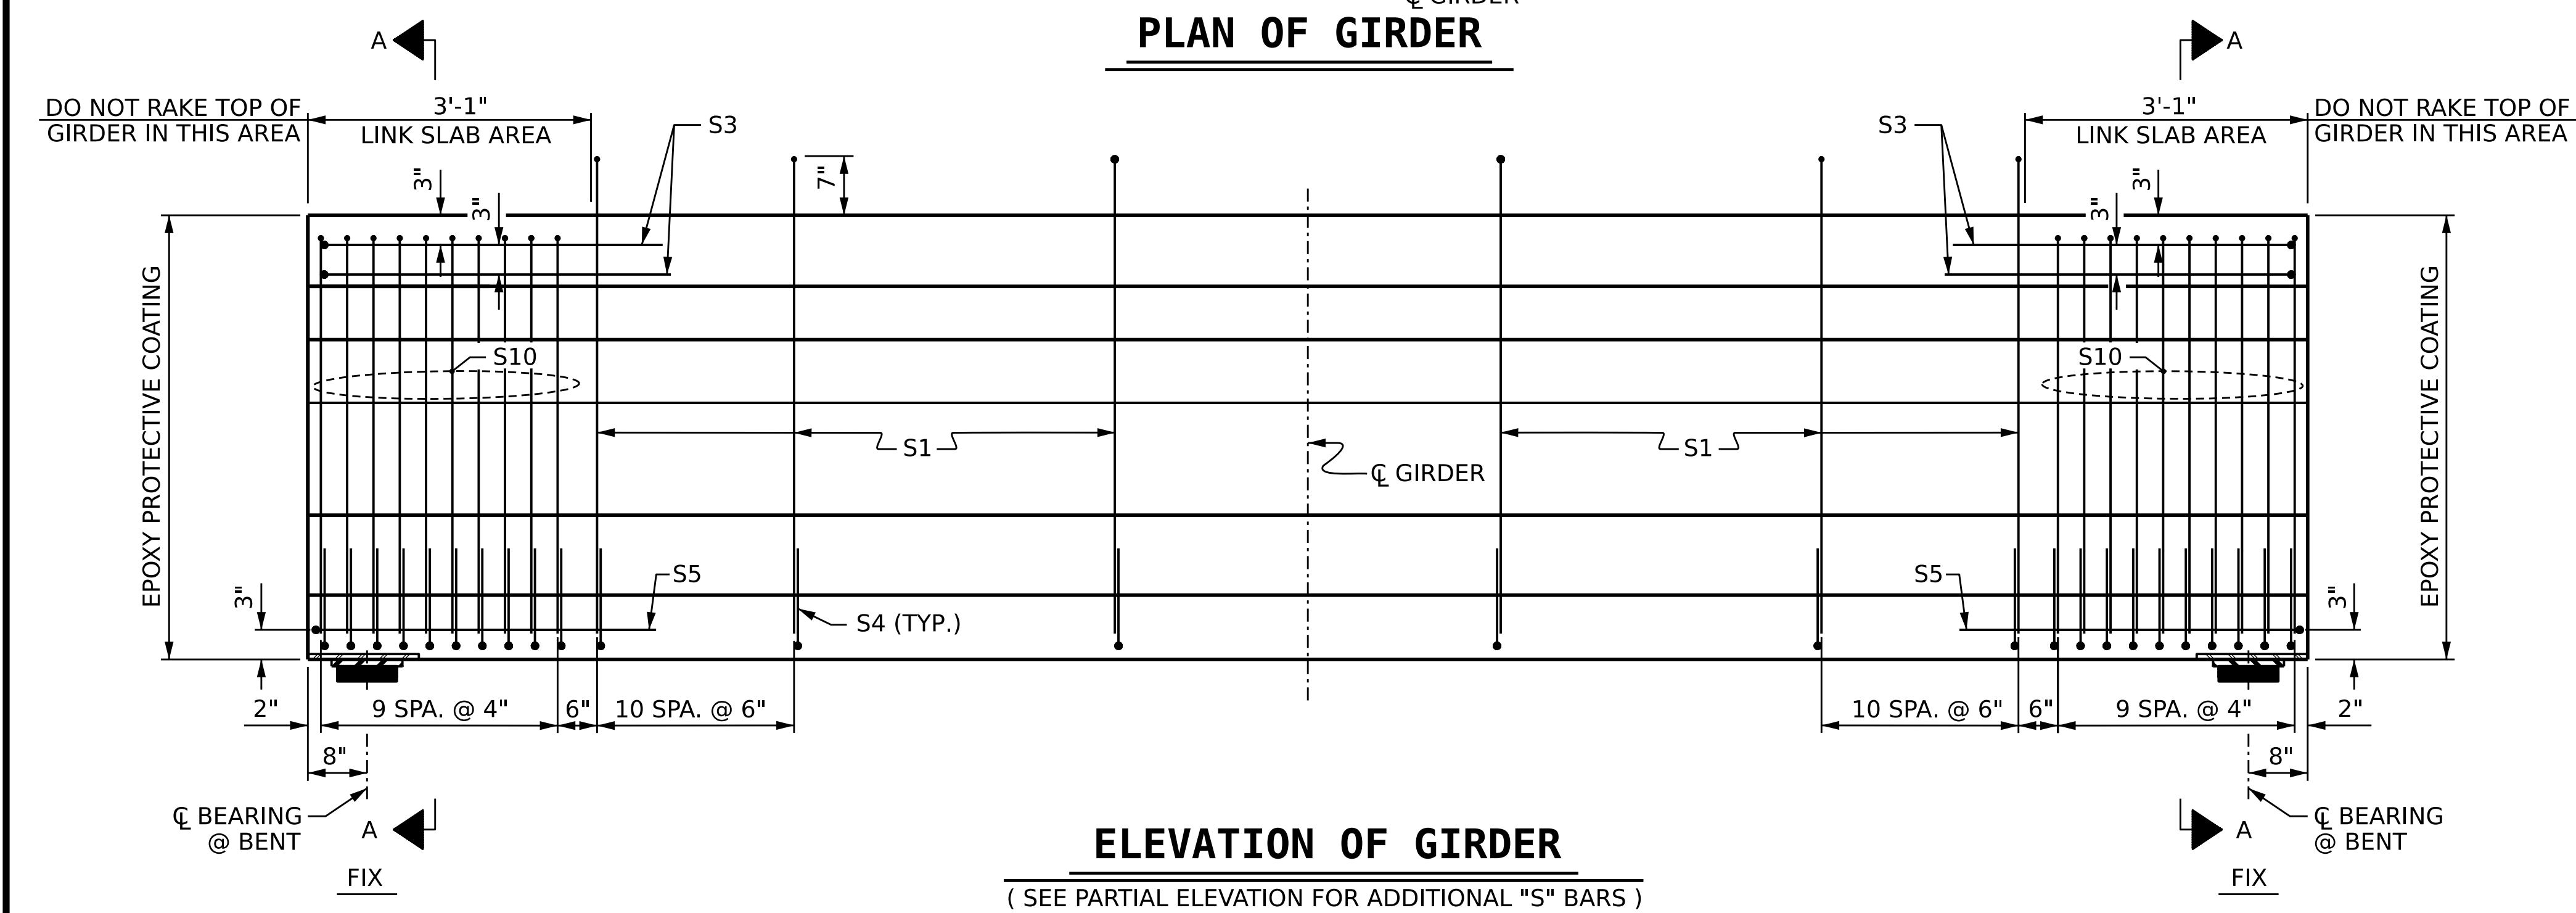 ℄ GIRDER
PLAN OF GIRDER
A
A
DO NOT RAKE TOP OF
GIRDER IN THIS AREA
3'-1"
LINK SLAB AREA
S3
S3
3'-1"
LINK SLAB AREA
DO NOT RAKE TOP OF
GIRDER IN THIS AREA
3"
3"
7"
3"
3"
EPOXY PROTECTIVE COATING
S10
S10
EPOXY PROTECTIVE COATING
S1
S1
℄ GIRDER
3"
S5
S4 (TYP.)
S5
3"
2"
9 SPA. @ 4"
6"
10 SPA. @ 6"
10 SPA. @ 6"
6"
9 SPA. @ 4"
2"
8"
8"
℄ BEARING
@ BENT
A
A
℄ BEARING
@ BENT
FIX
FIX
ELEVATION OF GIRDER
( SEE PARTIAL ELEVATION FOR ADDITIONAL "S" BARS )